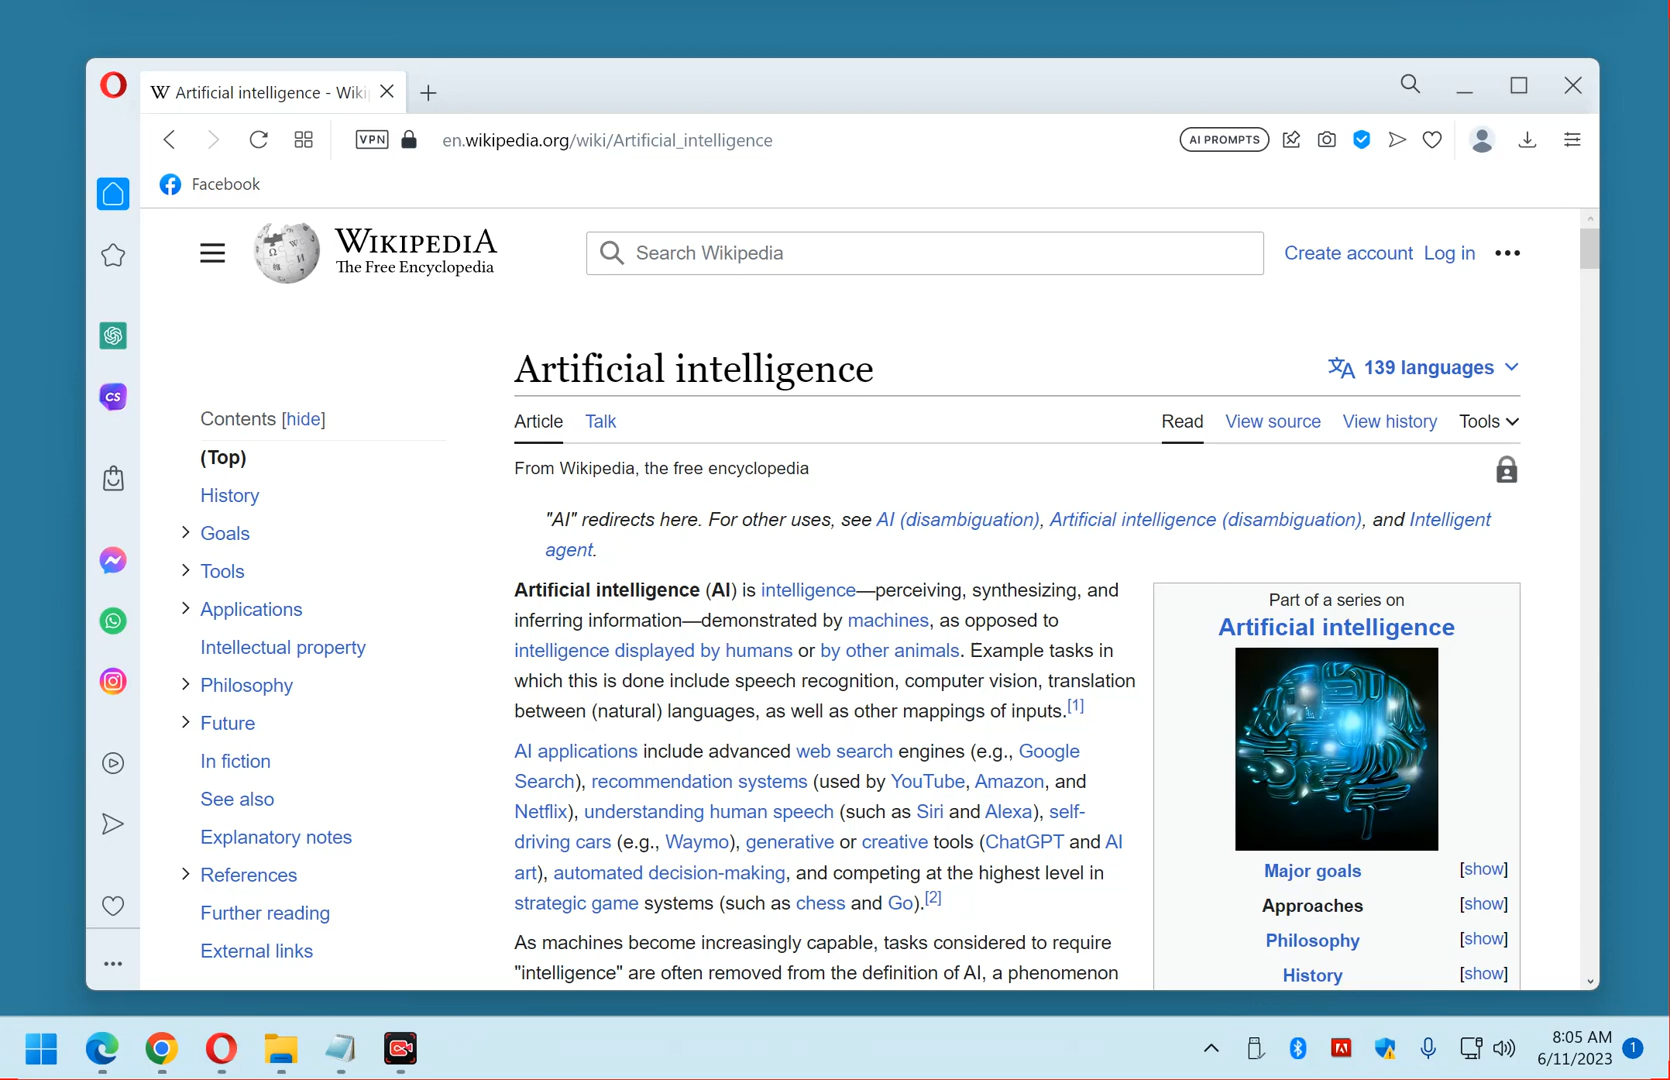 W Artificial intelligence - Wiki
VPN
en.wikipedia.org/wiki/Artificial_intelligence
AI PROMPTS
Facebook
CS
WIKIPEDIA
The Free Encyclopedia
Search Wikipedia
Create account Log in
Artificial intelligence
139 languages
Contents [hide]
(Top)
History
Goals
Tools
Applications
Intellectual property
Philosophy
Future
In fiction
See also
Explanatory notes
References
Further reading
External links
Article Talk
Read View source View history Tools
From Wikipedia, the free encyclopedia
"AI" redirects here. For other uses, see AI (disambiguation), Artificial intelligence (disambiguation), and Intelligent
agent.
Artificial intelligence (AI) is intelligence—perceiving, synthesizing, and
inferring information—demonstrated by machines, as opposed to
intelligence displayed by humans or by other animals. Example tasks in
which this is done include speech recognition, computer vision, translation
between (natural) languages, as well as other mappings of inputs.[1]
AI applications include advanced web search engines (e.g., Google
Search), recommendation systems (used by YouTube, Amazon, and
Netflix), understanding human speech (such as Siri and Alexa), self-
driving cars (e.g., Waymo), generative or creative tools (ChatGPT and AI
art), automated decision-making, and competing at the highest level in
strategic game systems (such as chess and Go).[2]
As machines become increasingly capable, tasks considered to require
"intelligence" are often removed from the definition of AI, a phenomenon
Part of a series on
Artificial intelligence
Major goals [show]
Approaches [show]
Philosophy [show]
History [show]
8:05 AM
6/11/2023
1